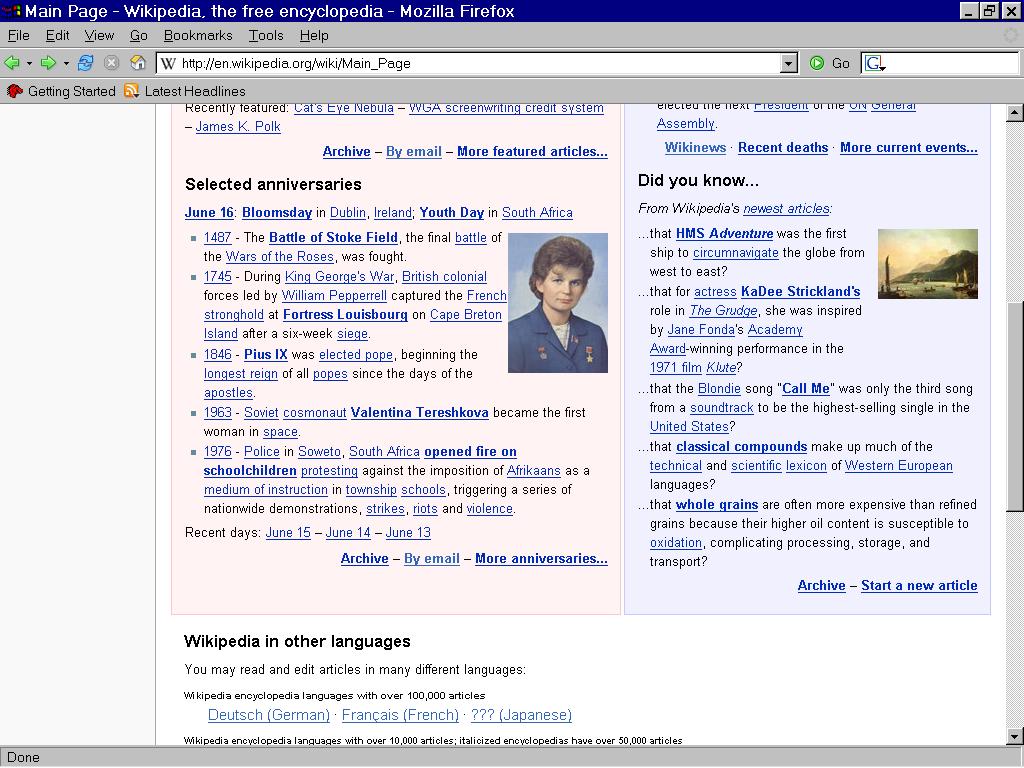 Main Page - Wikipedia, the free encyclopedia - Mozilla Firefox
File Edit View Go Bookmarks Tools Help
W http://en.wikipedia.org/wiki/Main_Page Go G
Getting Started Latest Headlines
Recently featured: Cat's Eye Nebula – WGA screenwriting credit system
– James K. Polk
Archive – By email – More featured articles...
Selected anniversaries
June 16: Bloomsday in Dublin, Ireland; Youth Day in South Africa
1487 - The Battle of Stoke Field, the final battle of
the Wars of the Roses, was fought.
1745 - During King George's War, British colonial
forces led by William Pepperrell captured the French
stronghold at Fortress Louisbourg on Cape Breton
Island after a six-week siege.
1846 - Pius IX was elected pope, beginning the
longest reign of all popes since the days of the
apostles.
1963 - Soviet cosmonaut Valentina Tereshkova became the first
woman in space.
1976 - Police in Soweto, South Africa opened fire on
schoolchildren protesting against the imposition of Afrikaans as a
medium of instruction in township schools, triggering a series of
nationwide demonstrations, strikes, riots and violence.
Recent days: June 15 – June 14 – June 13
Archive – By email – More anniversaries...
elected the next President of the UN General
Assembly.
Wikinews · Recent deaths · More current events...
Did you know...
From Wikipedia's newest articles:
...that HMS Adventure was the first
ship to circumnavigate the globe from
west to east?
...that for actress KaDee Strickland's
role in The Grudge, she was inspired
by Jane Fonda's Academy
Award-winning performance in the
1971 film Klute?
...that the Blondie song "Call Me" was only the third song
from a soundtrack to be the highest-selling single in the
United States?
...that classical compounds make up much of the
technical and scientific lexicon of Western European
languages?
...that whole grains are often more expensive than refined
grains because their higher oil content is susceptible to
oxidation, complicating processing, storage, and
transport?
Archive – Start a new article
Wikipedia in other languages
You may read and edit articles in many different languages:
Wikipedia encyclopedia languages with over 100,000 articles
Deutsch (German) · Français (French) · ??? (Japanese)
Wikipedia encyclopedia languages with over 10,000 articles; italicized encyclopedias have over 50,000 articles
Done